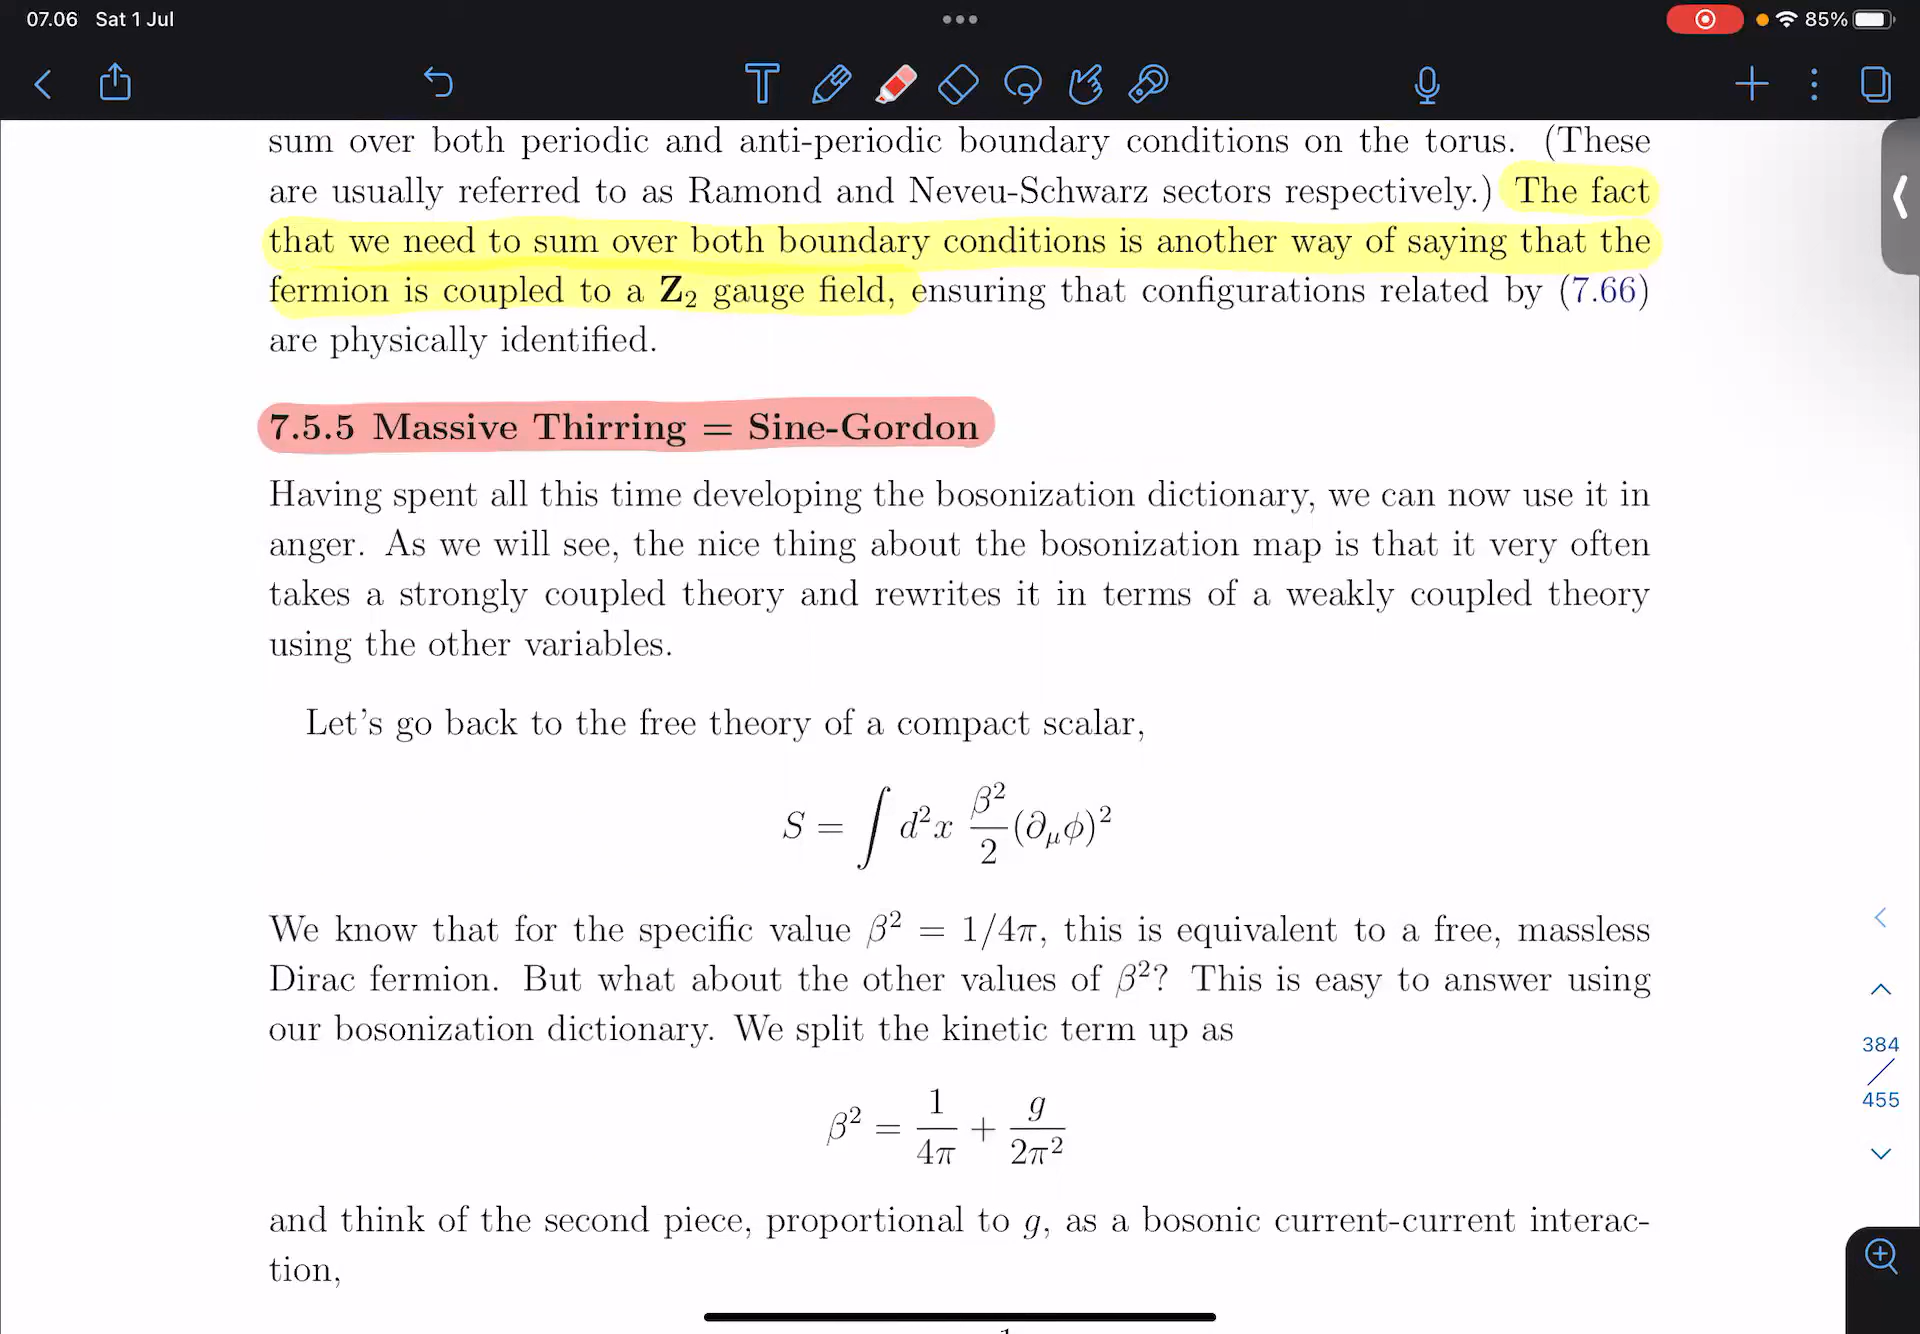 07.06 Sat 1 Jul
85%
T
sum over both periodic and anti-periodic boundary conditions on the torus. (These
are usually referred to as Ramond and Neveu-Schwarz sectors respectively.) The fact
that we need to sum over both boundary conditions is another way of saying that the
fermion is coupled to a Z₂ gauge field, ensuring that configurations related by (7.66)
are physically identified.
7.5.5 Massive Thirring = Sine-Gordon
Having spent all this time developing the bosonization dictionary, we can now use it in
anger. As we will see, the nice thing about the bosonization map is that it very often
takes a strongly coupled theory and rewrites it in terms of a weakly coupled theory
using the other variables.
Let's go back to the free theory of a compact scalar,
S = ∫ d²x β²/2 (∂μϕ)²
We know that for the specific value β² = 1/4π, this is equivalent to a free, massless
Dirac fermion. But what about the other values of β²? This is easy to answer using
our bosonization dictionary. We split the kinetic term up as
β² = 1/4π + g/2π²
and think of the second piece, proportional to g, as a bosonic current-current interac-
tion,
384
/
455